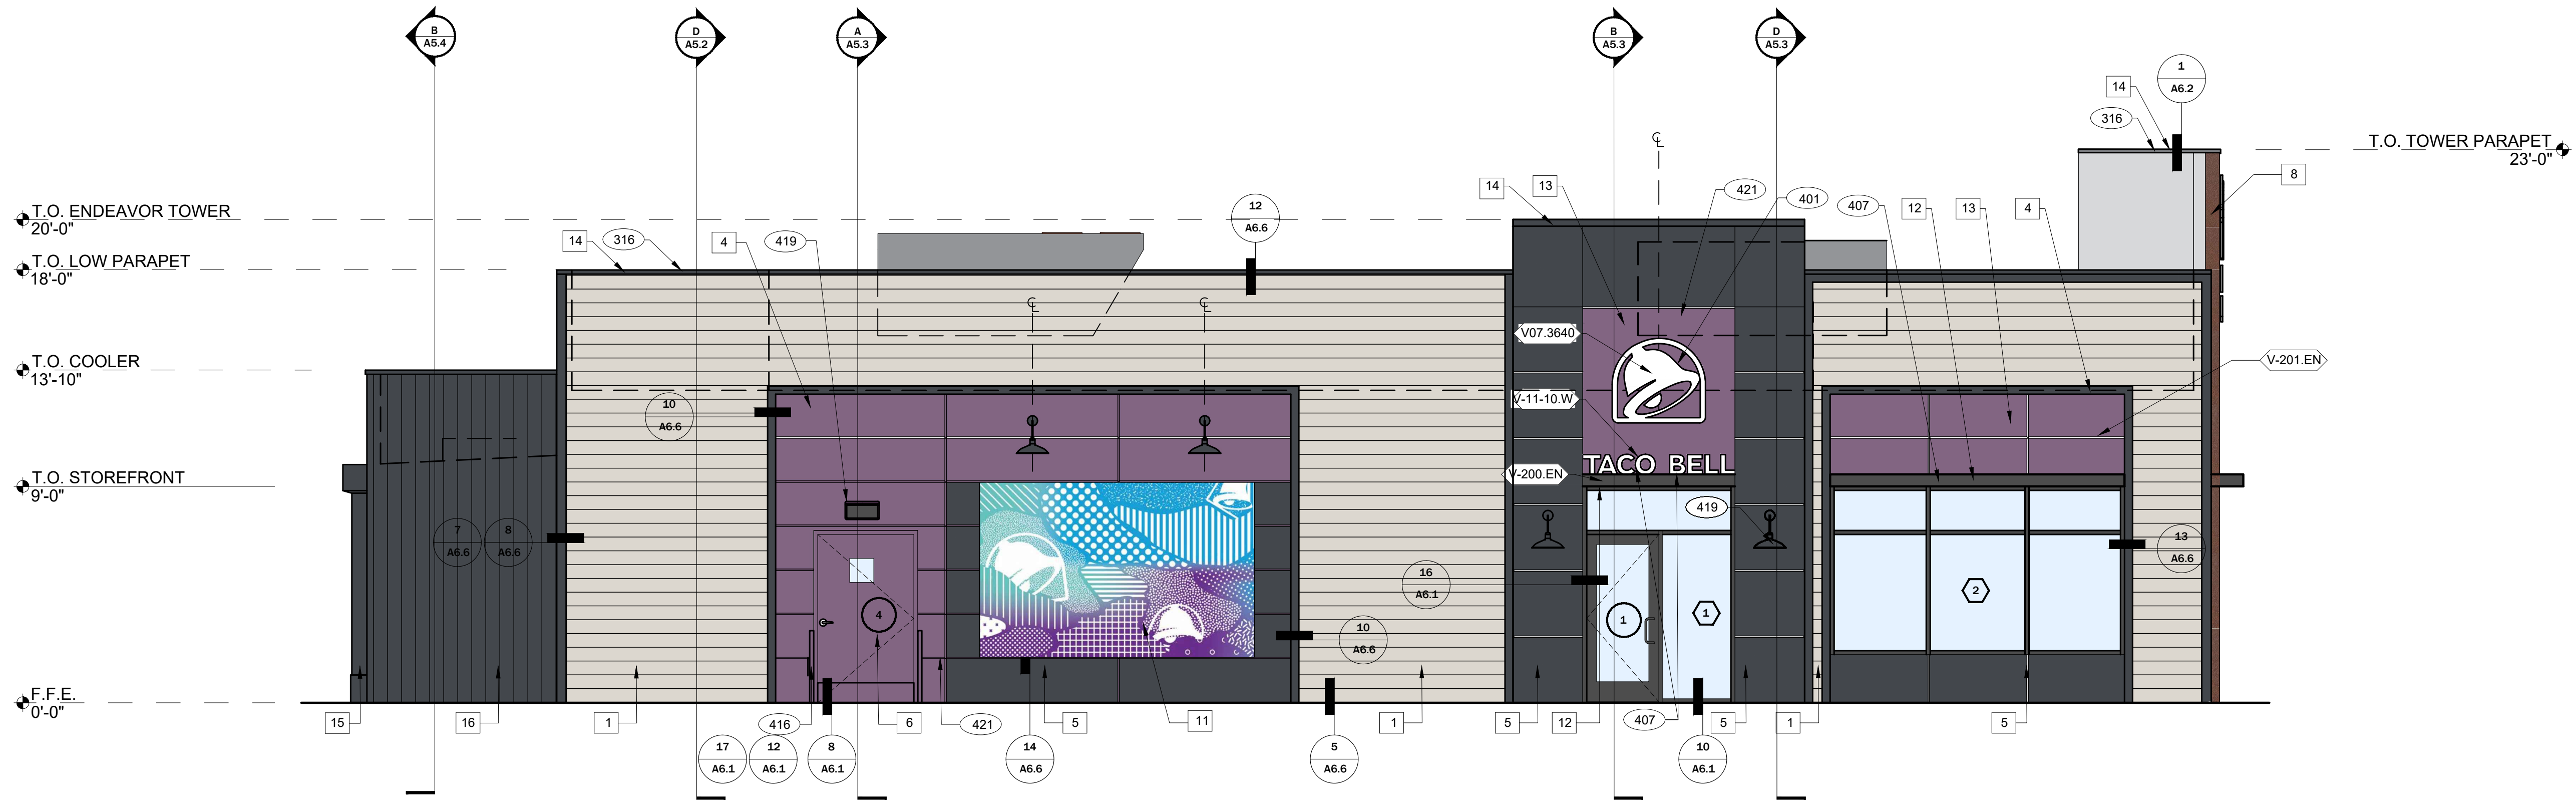 B
A5.4
D
A5.2
A
A5.3
B
A5.3
D
A5.3
1
A6.2
14
316
T.O. TOWER PARAPET
23'-0"
8
T.O. ENDEAVOR TOWER
20'-0"
14
316
4
419
12
A6.6
14
13
421
401
407
12
13
4
T.O. LOW PARAPET
18'-0"
T.O. COOLER
13'-10"
V07.3640
V-201.EN
10
A6.6
V-11-10.W
TACO BELL
V-200.EN
T.O. STOREFRONT
9'-0"
419
7
A6.6
8
A6.6
13
A6.6
16
A6.1
4
10
A6.6
1
1
2
F.F.E.
0'-0"
15
16
1
416
6
421
5
11
1
5
12
407
5
1
5
17
A6.1
12
A6.1
8
A6.1
14
A6.6
5
A6.6
10
A6.1